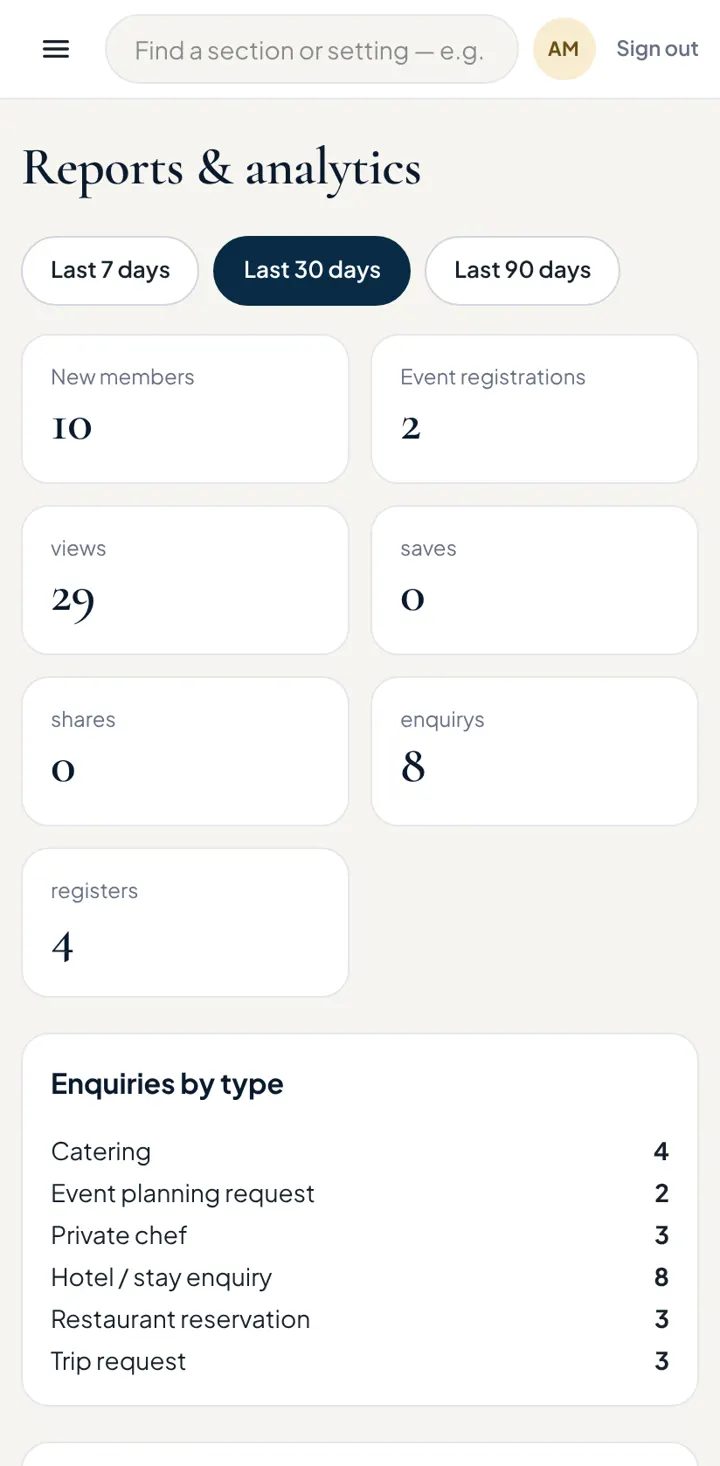 Find a section or setting — e.g.
AM
Sign out
Reports & analytics
Last 7 days
Last 30 days
Last 90 days
New members
10
Event registrations
2
views
29
saves
0
shares
0
enquirys
8
registers
4
Enquiries by type
Catering 4
Event planning request 2
Private chef 3
Hotel / stay enquiry 8
Restaurant reservation 3
Trip request 3